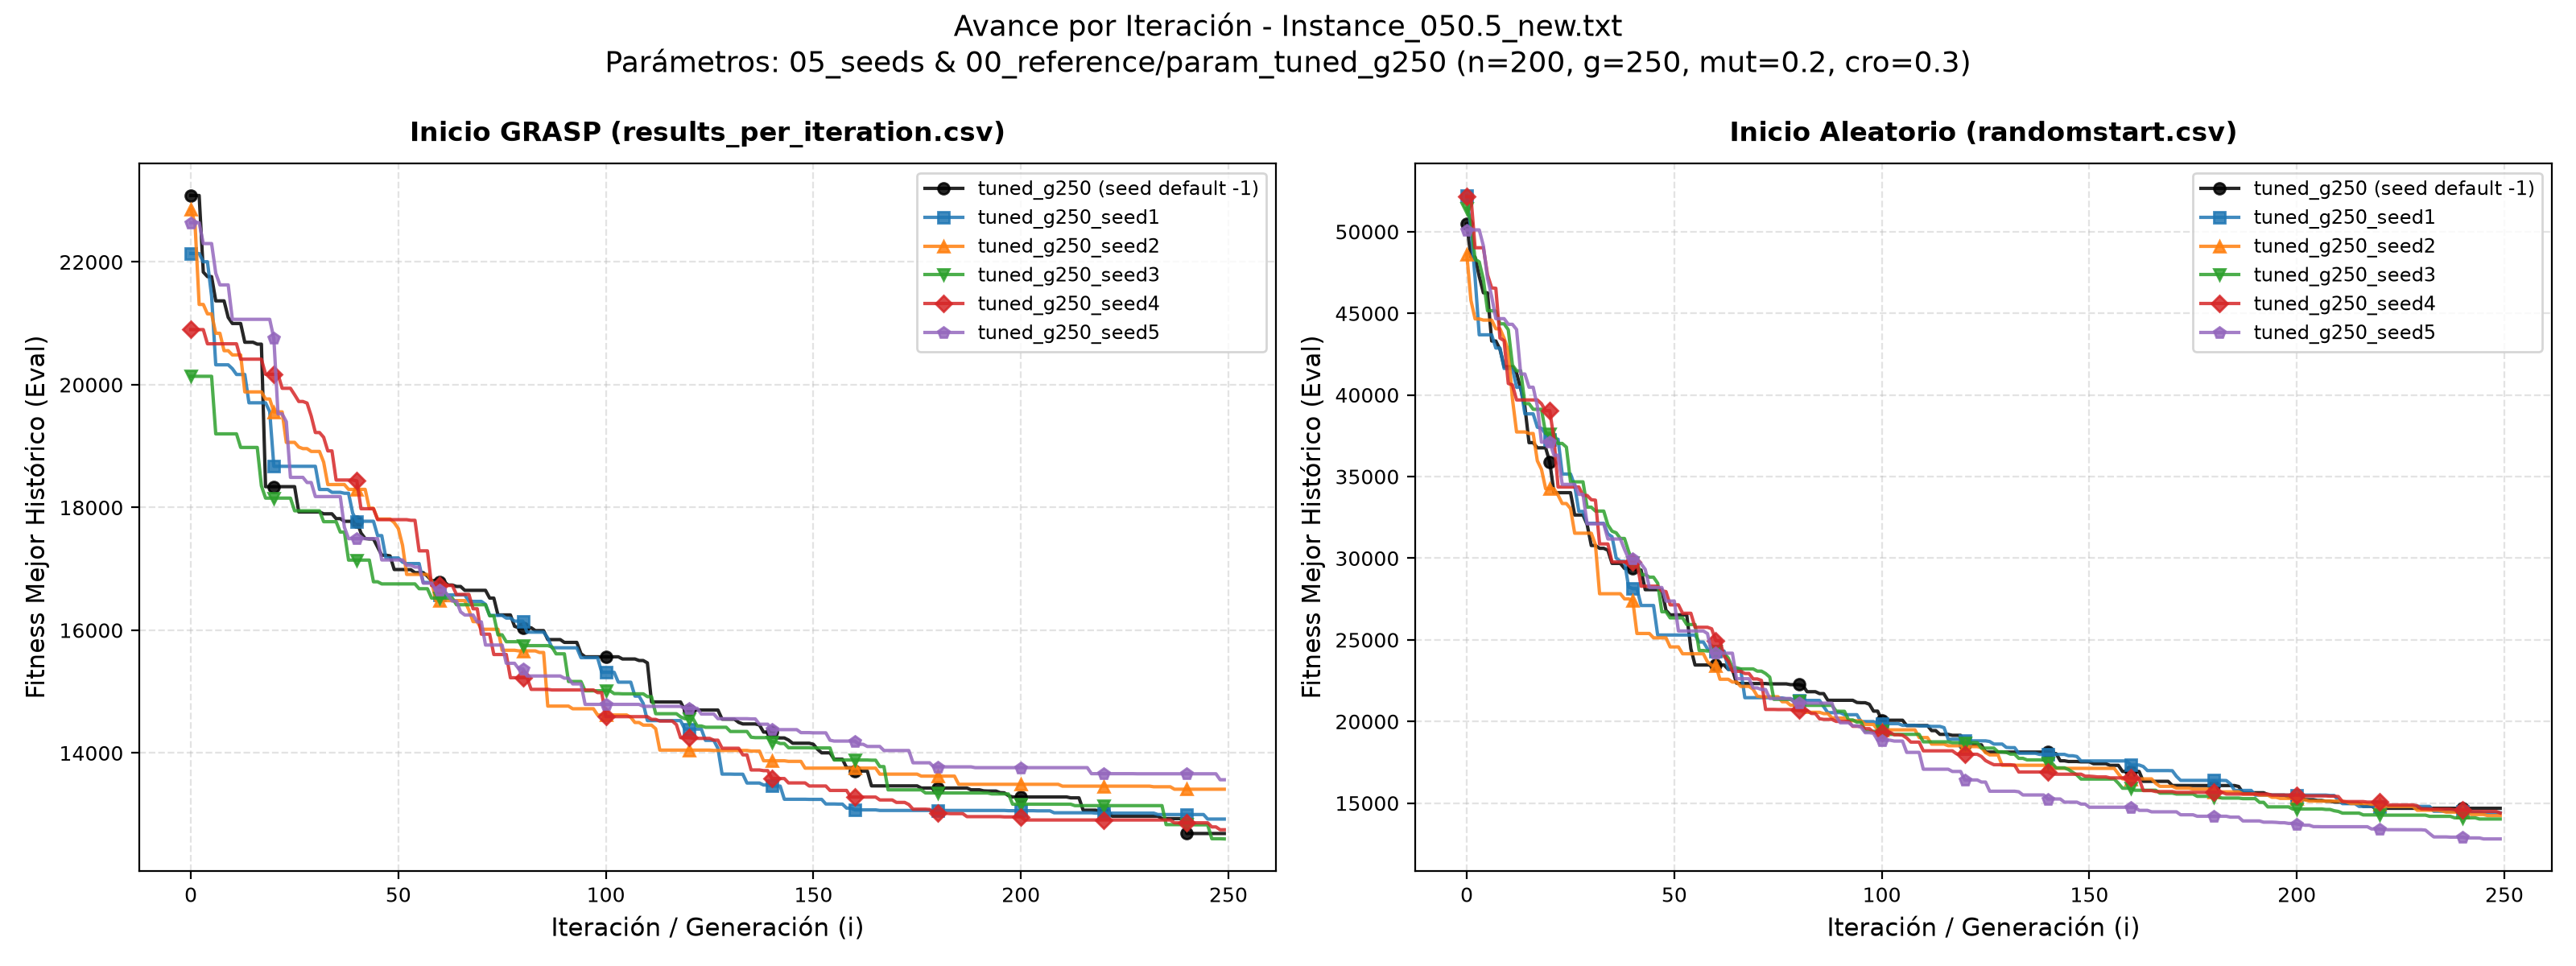 Avance por Iteración - Instance_050.5_new.txt
Parámetros: 05_seeds & 00_reference/param_tuned_g250 (n=200, g=250, mut=0.2, cro=0.3)
Inicio GRASP (results_per_iteration.csv)
Fitness Mejor Histórico (Eval)
22000
20000
18000
16000
14000
tuned_g250 (seed default -1)
tuned_g250_seed1
tuned_g250_seed2
tuned_g250_seed3
tuned_g250_seed4
tuned_g250_seed5
0 50 100 150 200 250
Iteración / Generación (i)
Inicio Aleatorio (randomstart.csv)
Fitness Mejor Histórico (Eval)
50000
45000
40000
35000
30000
25000
20000
15000
tuned_g250 (seed default -1)
tuned_g250_seed1
tuned_g250_seed2
tuned_g250_seed3
tuned_g250_seed4
tuned_g250_seed5
0 50 100 150 200 250
Iteración / Generación (i)